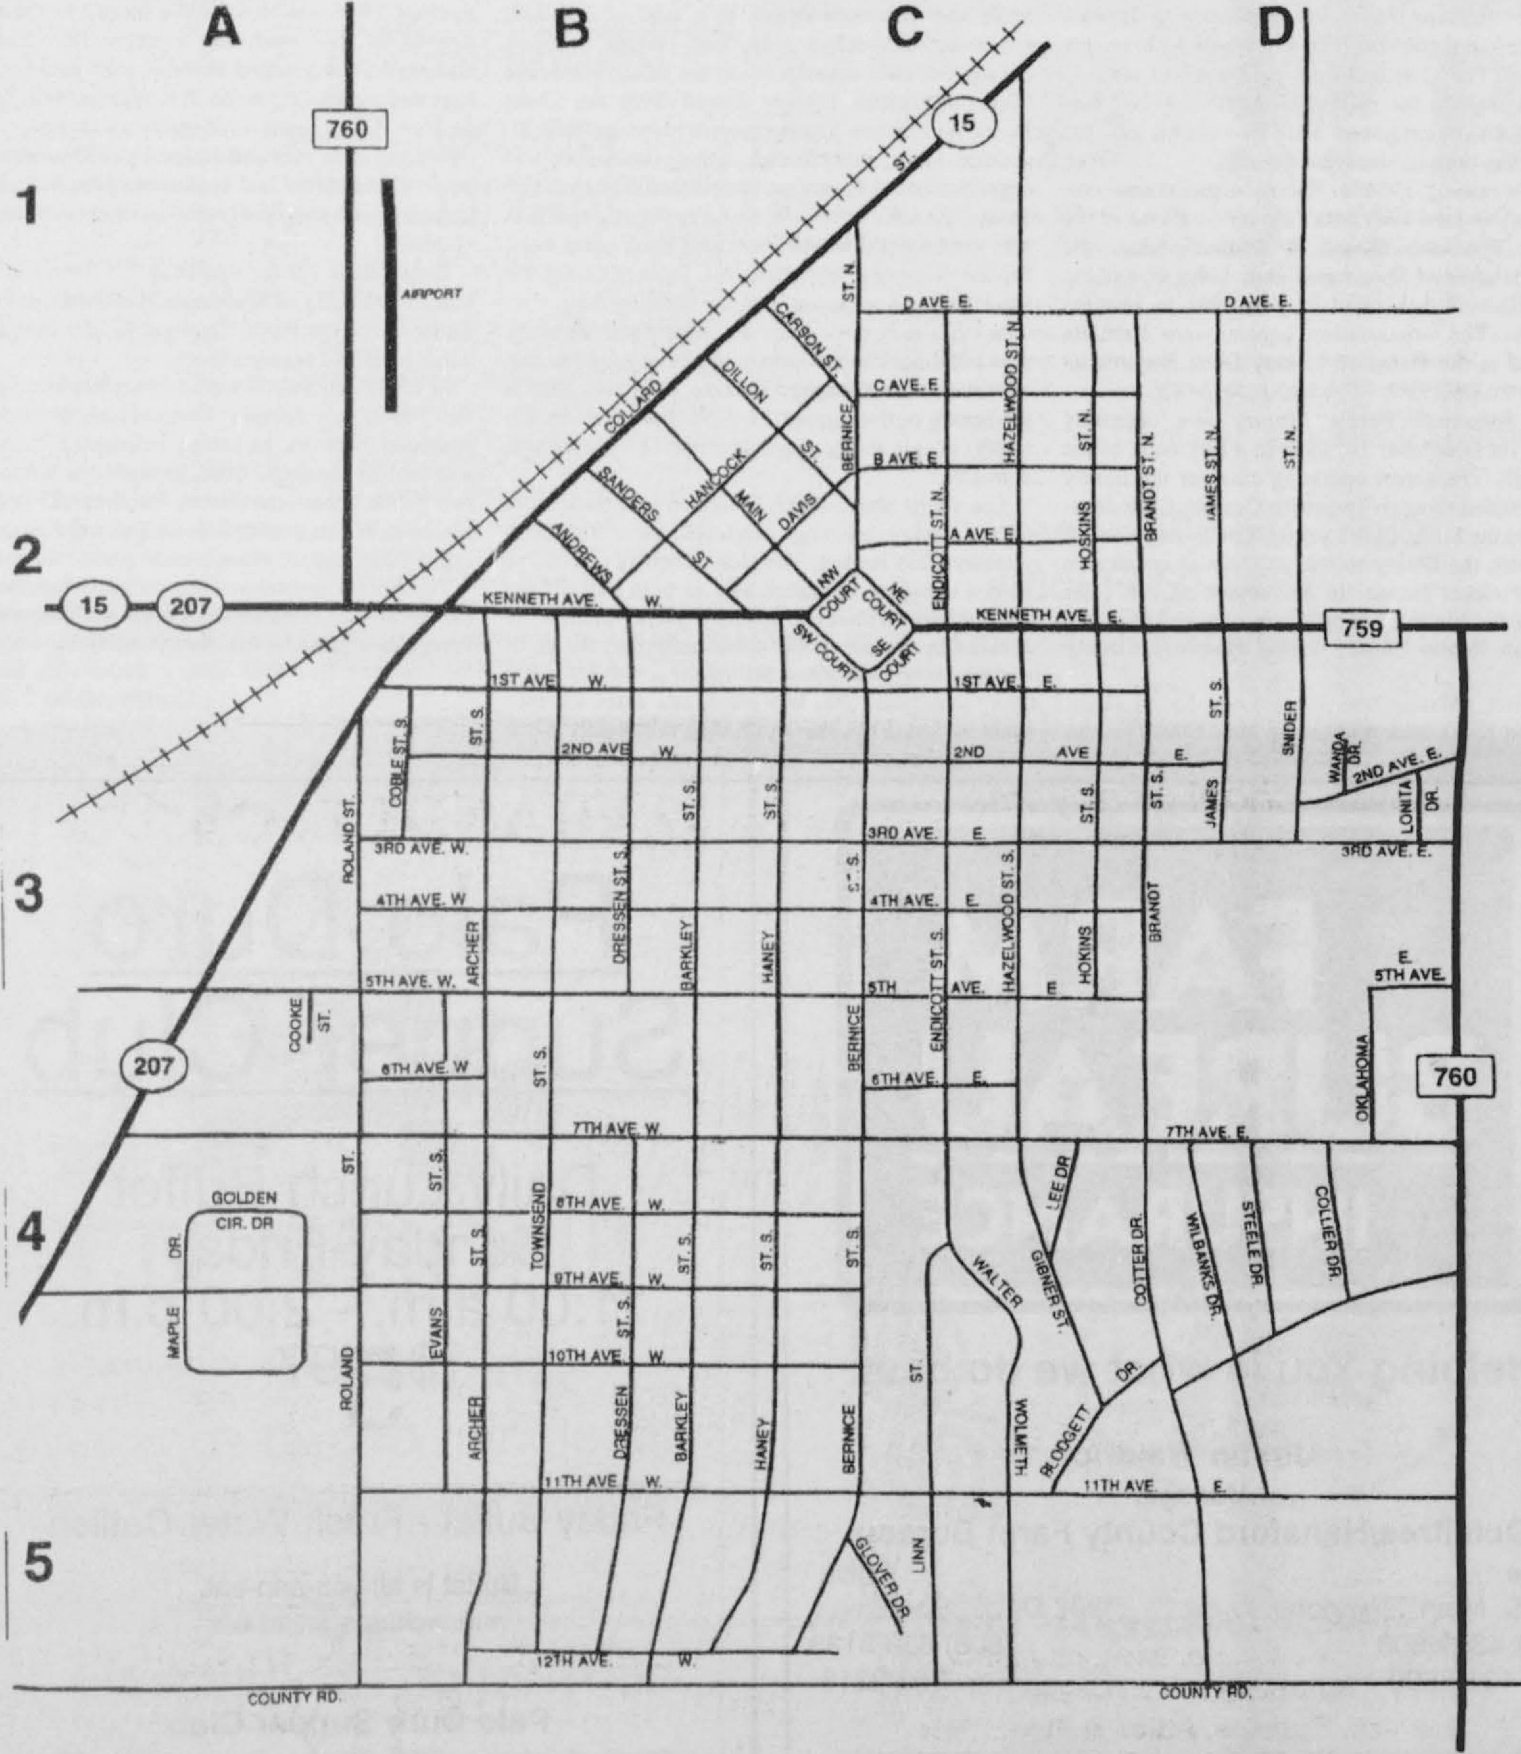 A B C D
760
15
ST.
1
AIRPORT
D AVE E.
D AVE. E.
ST. N.
CARSON ST.
HAZELWOOD ST. N.
DILLON
ST.
C AVE. E
COLLARD
BERNICE
ST. N.
ST. N.
B AVE. E
BRANDT ST. N.
JAMES ST. N.
SANDERS
ST
HANCOCK
MAIN
DAVIS
ENDICOTT ST. N.
HOSKINS
A AVE. E.
2
ANDREWS
15
207
KENNETH AVE. W.
NW
COURT
NE
COURT
KENNETH AVE. E.
759
SW COURT
SE
COURT
1ST AVE W.
1ST AVE. E.
ST. S.
ST. S.
COBLE ST. S.
SNIDER
WANDA
DR.
2ND AVE W.
2ND AVE E.
2ND AVE. E.
ROLAND ST.
ST. S.
ST. S.
ST. S.
ST. S.
JAMES
LONITA
DR.
3RD AVE. W.
3RD AVE. E.
3RD AVE. E.
3
DRESSEN ST. S.
ST. S.
HAZELWOOD ST. S.
4TH AVE. W
4TH AVE. E.
BRANDT
ARCHER
BARKLEY
HANEY
ENDICOTT ST. S.
HOKINS
5TH AVE. W.
5TH AVE. E
E.
5TH AVE.
COOKE
ST.
BERNICE
ST. S.
207
6TH AVE. W
6TH AVE. E.
OKLAHOMA
760
7TH AVE. W.
7TH AVE. E.
ST.
ST. S.
LEE DR
4
GOLDEN
CIR. DR
DR.
MAPLE
TOWNSEND
8TH AVE. W.
ST. S.
ST. S.
ST. S.
ST. S.
WALTER
GIBNER ST.
COTTER DR.
WILBANKS DR.
STEELE DR.
COLLIER DR.
9TH AVE. W.
EVANS
ST. S.
10TH AVE. W.
ROLAND
ST.
DR.
ARCHER
DRESSEN
BARKLEY
HANEY
BERNICE
WOLMETH
BLODGETT
11TH AVE W.
11TH AVE. E.
5
GLOVER DR.
LINN
12TH AVE. W.
COUNTY RD.
COUNTY RD.